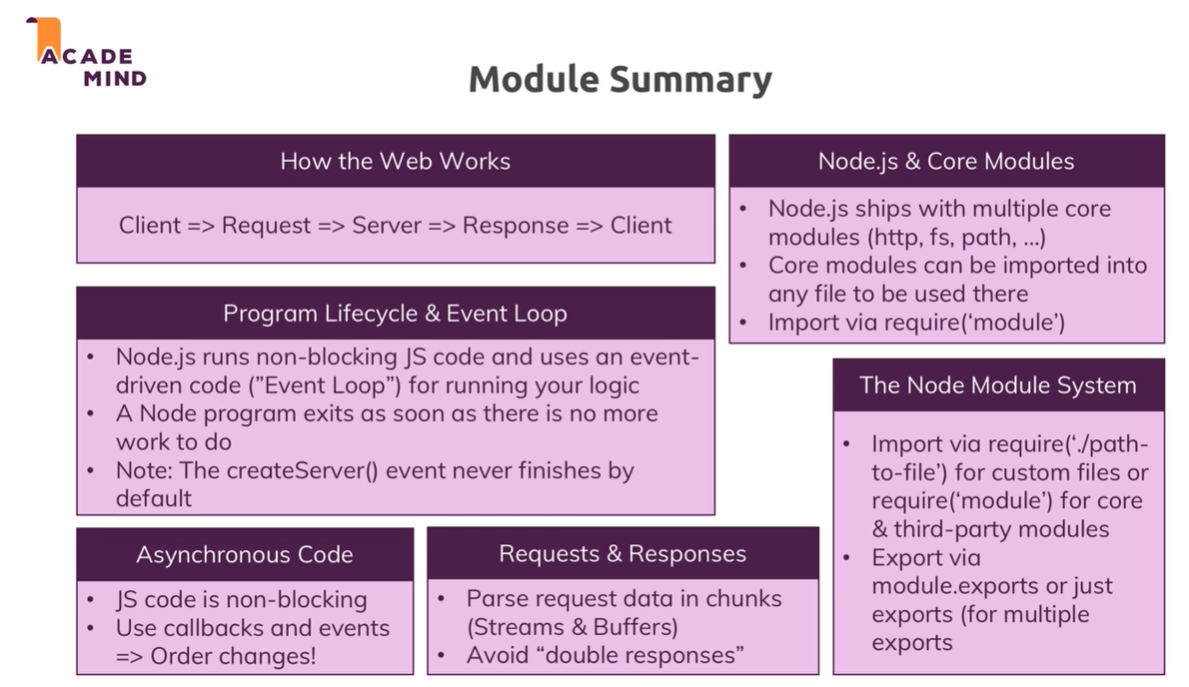 ACADE
MIND
Module Summary
How the Web Works
Client => Request => Server => Response => Client
Program Lifecycle & Event Loop
• Node.js runs non-blocking JS code and uses an event-
driven code (”Event Loop”) for running your logic
• A Node program exits as soon as there is no more
work to do
• Note: The createServer() event never finishes by
default
Node.js & Core Modules
• Node.js ships with multiple core
modules (http, fs, path, …)
• Core modules can be imported into
any file to be used there
• Import via require(‘module’)
The Node Module System
• Import via require(‘./path-
to-file’) for custom files or
require(‘module’) for core
& third-party modules
• Export via
module.exports or just
exports (for multiple
exports
Asynchronous Code
• JS code is non-blocking
• Use callbacks and events
=> Order changes!
Requests & Responses
• Parse request data in chunks
(Streams & Buffers)
• Avoid “double responses”